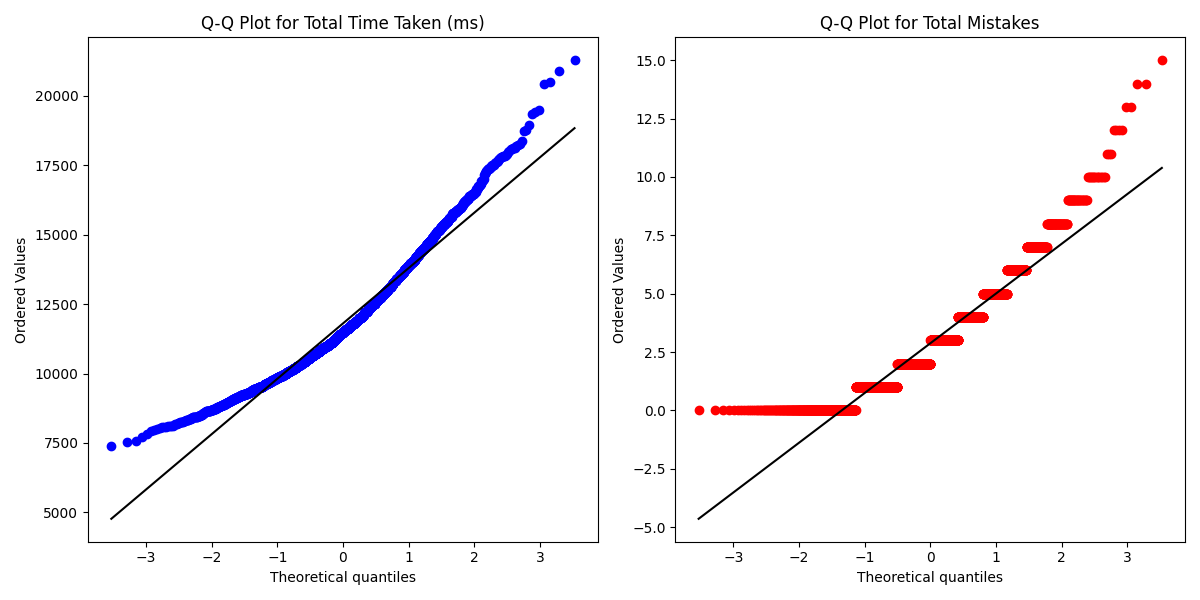 Q-Q Plot for Total Time Taken (ms)
Ordered Values
20000
17500
15000
12500
10000
7500
5000
−3 −2 −1 0 1 2 3
Theoretical quantiles
Q-Q Plot for Total Mistakes
Ordered Values
15.0
12.5
10.0
7.5
5.0
2.5
0.0
−2.5
−5.0
−3 −2 −1 0 1 2 3
Theoretical quantiles